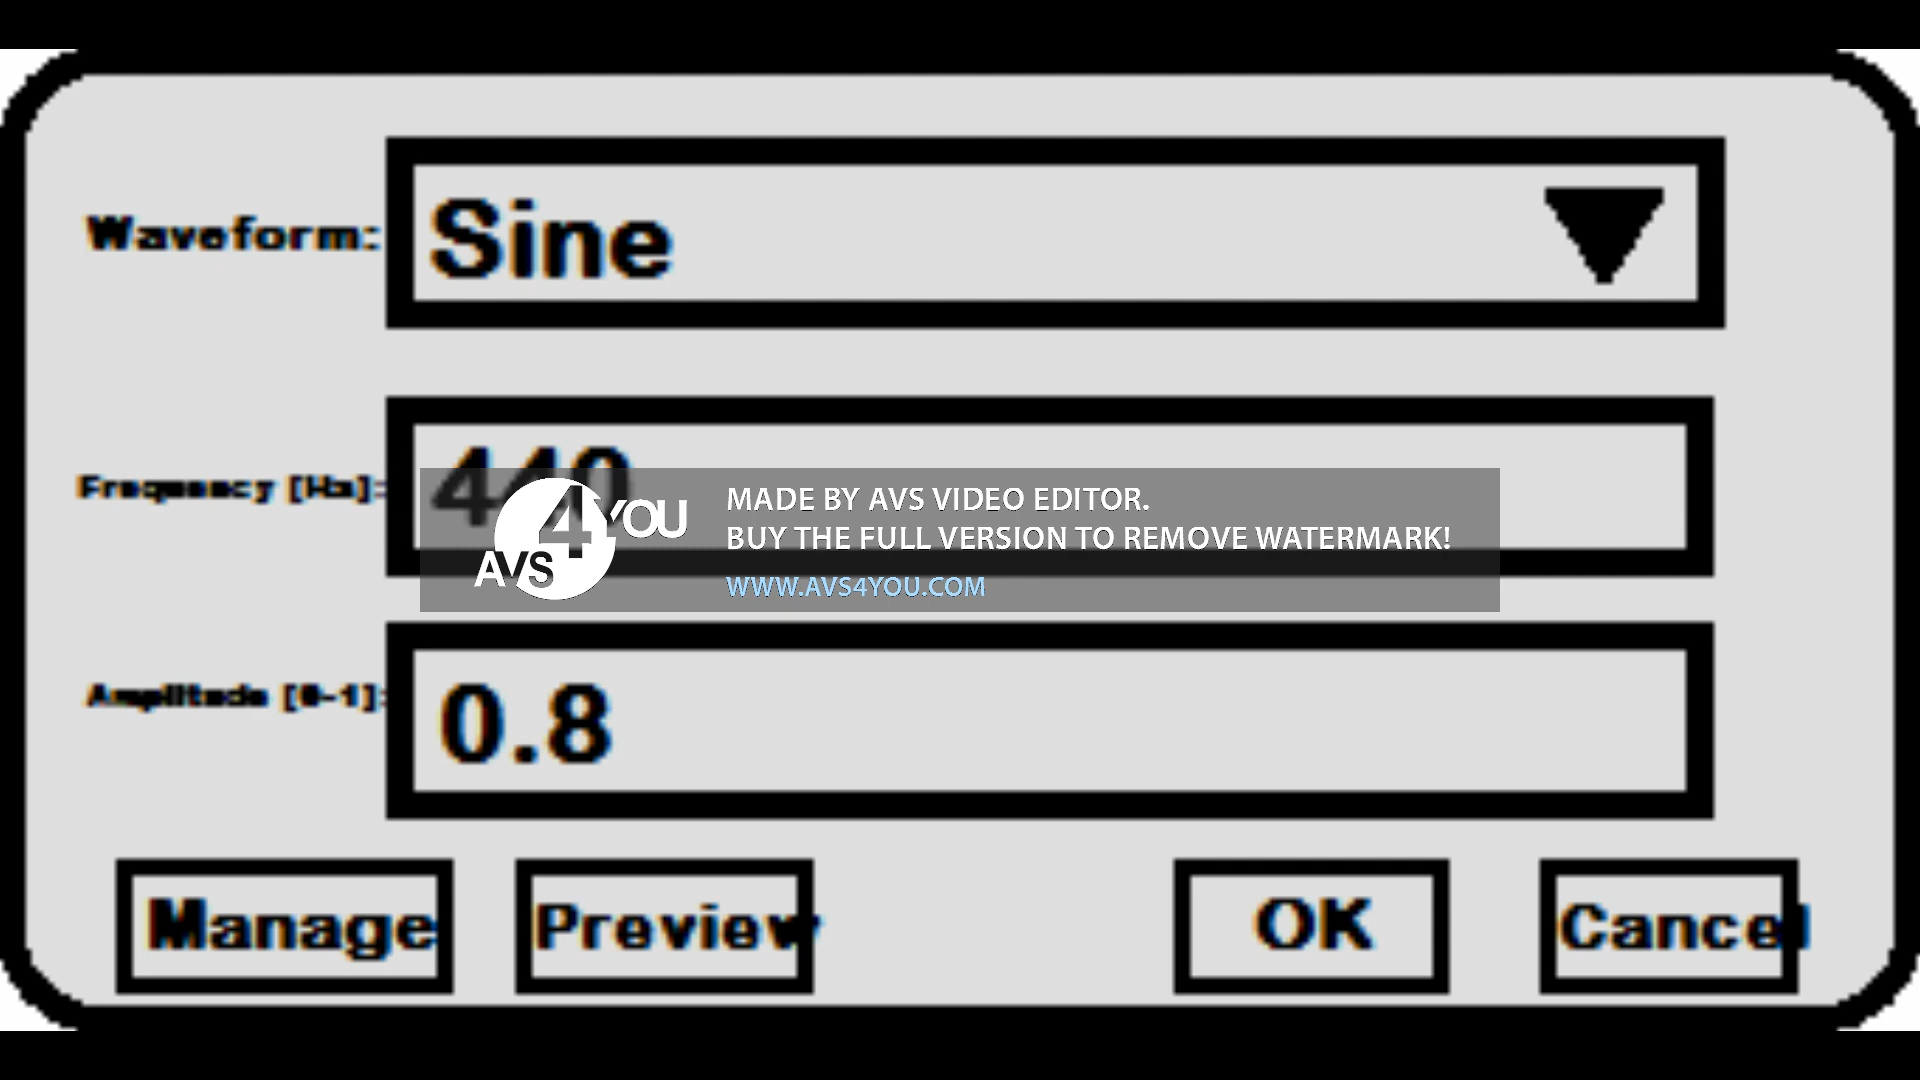 Waveform: Sine
Frequency [Hz]: 440
AVS4YOU
MADE BY AVS VIDEO EDITOR.
BUY THE FULL VERSION TO REMOVE WATERMARK!
WWW.AVS4YOU.COM
Amplitude [0-1]: 0.8
Manage Preview OK Cancel